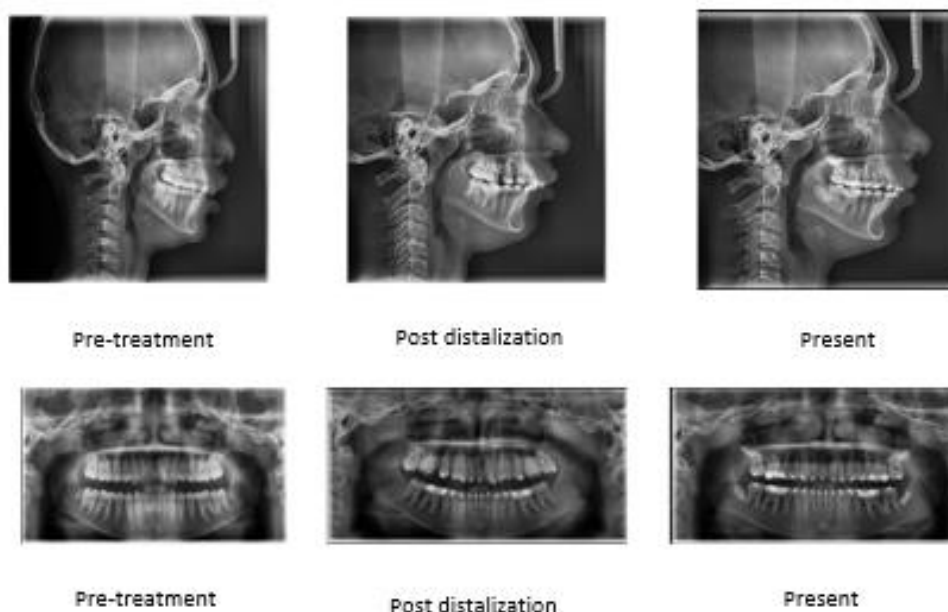 Pre-treatment
Post distalization
Present
Pre-treatment
Post distalization
Present